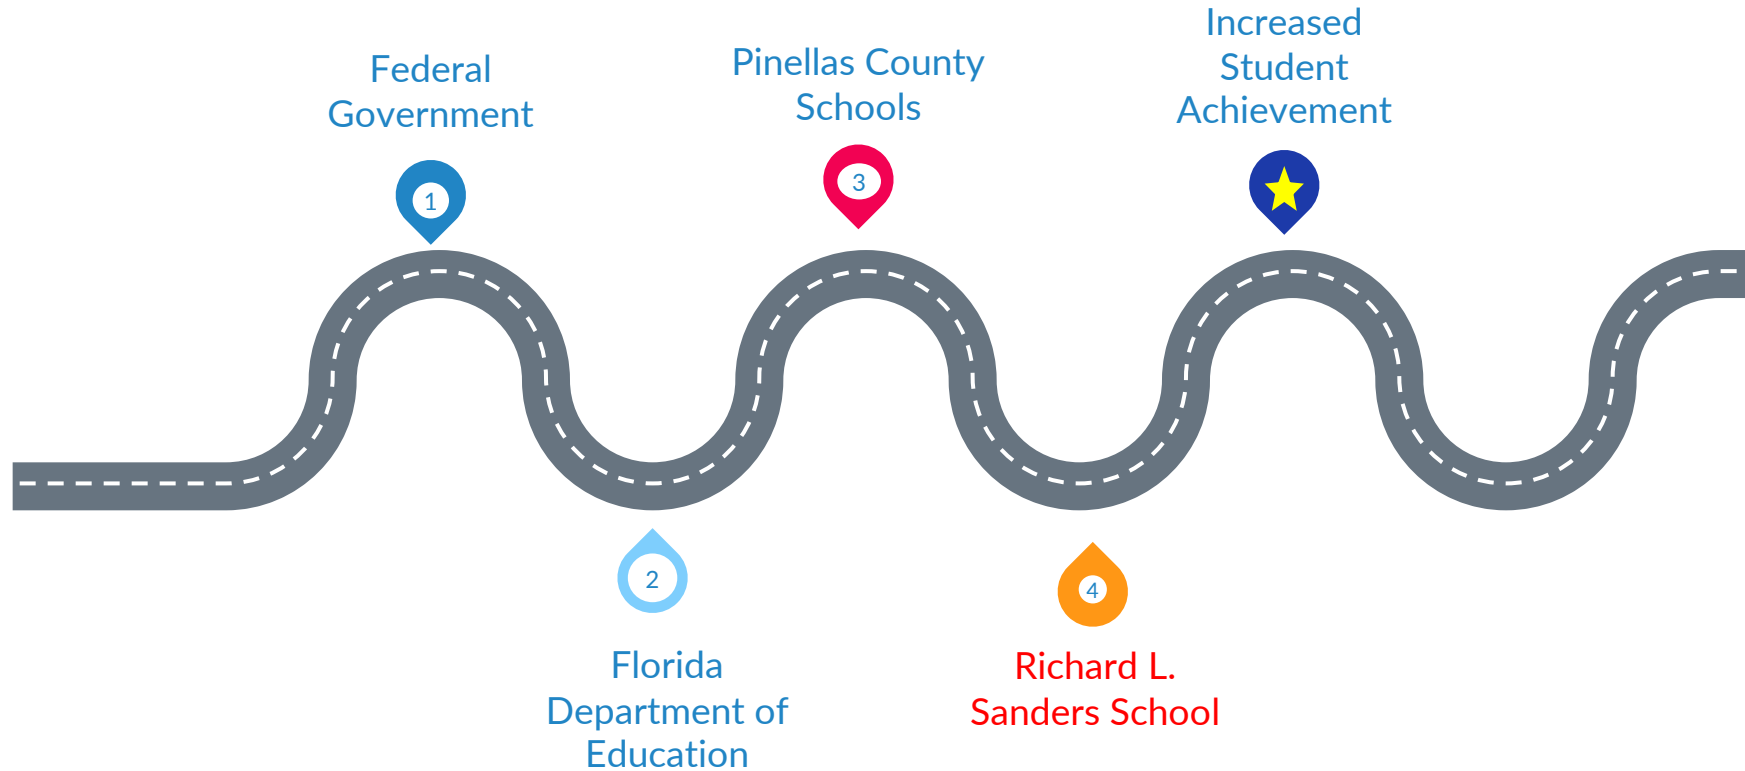 Federal
Government
1
2
Florida
Department of
Education
Pinellas County
Schools
3
4
Richard L.
Sanders School
Increased
Student
Achievement